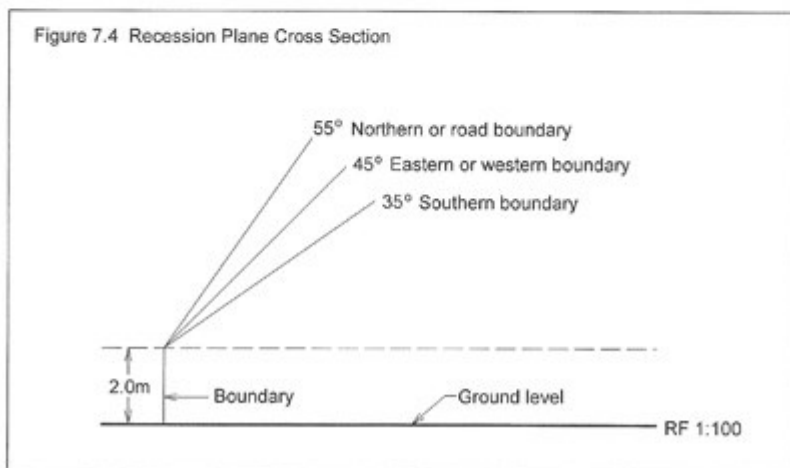 Figure 7.4 Recession Plane Cross Section
55° Northern or road boundary
45° Eastern or western boundary
35° Southern boundary
2.0m
Boundary
Ground level
RF 1:100